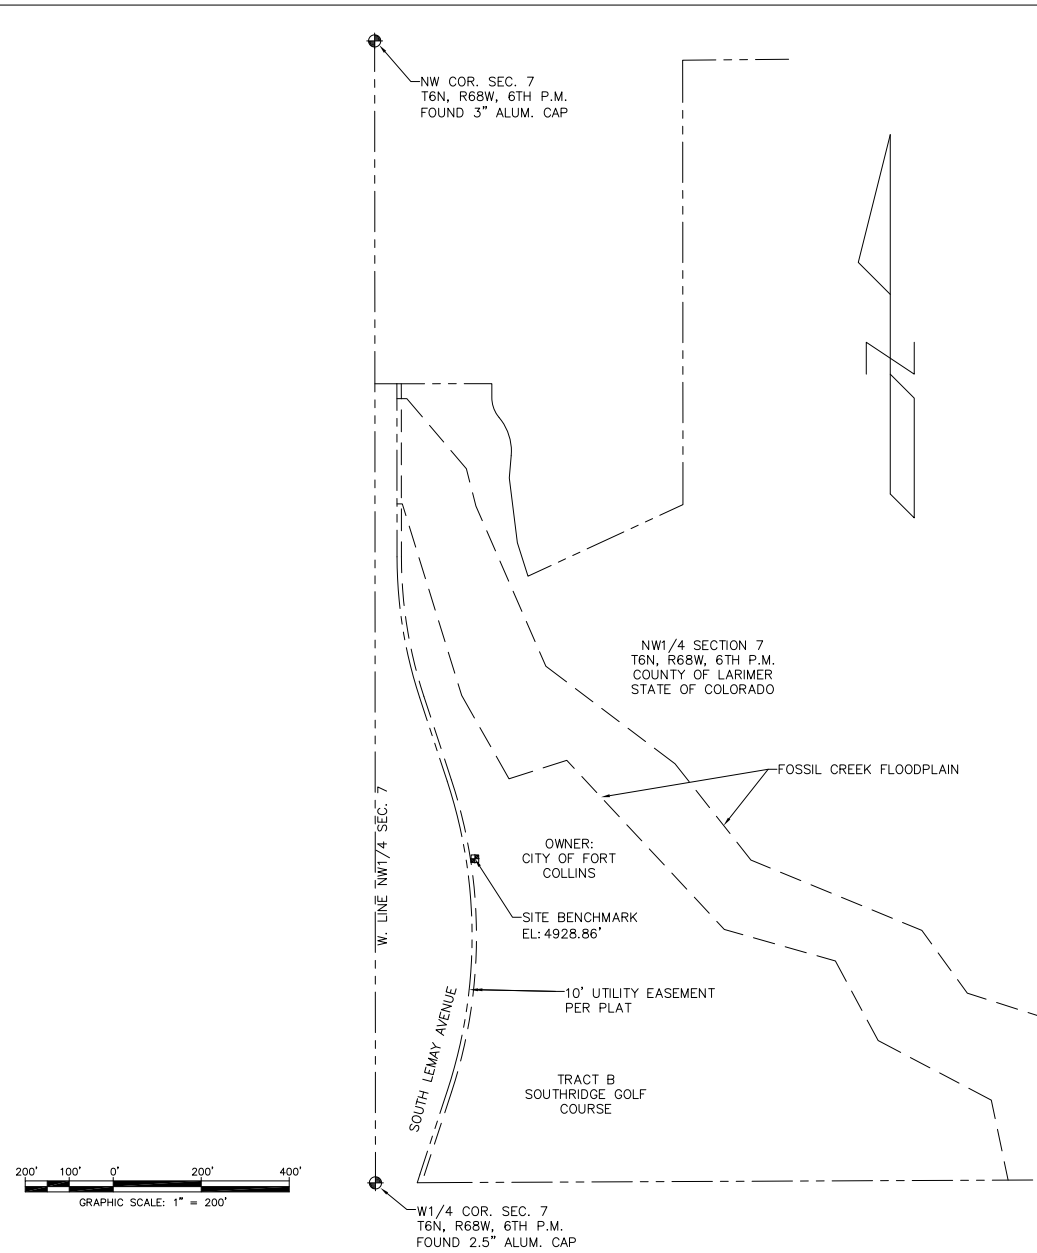 NW COR. SEC. 7
T6N, R68W, 6TH P.M.
FOUND 3" ALUM. CAP
N
NW1/4 SECTION 7
T6N, R68W, 6TH P.M.
COUNTY OF LARIMER
STATE OF COLORADO
FOSSIL CREEK FLOODPLAIN
W. LINE NW1/4 SEC. 7
OWNER:
CITY OF FORT
COLLINS
SITE BENCHMARK
EL: 4928.86'
10' UTILITY EASEMENT
PER PLAT
SOUTH LEMAY AVENUE
TRACT B
SOUTHRIDGE GOLF
COURSE
200' 100' 0' 200' 400'
GRAPHIC SCALE: 1" = 200'
W1/4 COR. SEC. 7
T6N, R68W, 6TH P.M.
FOUND 2.5" ALUM. CAP